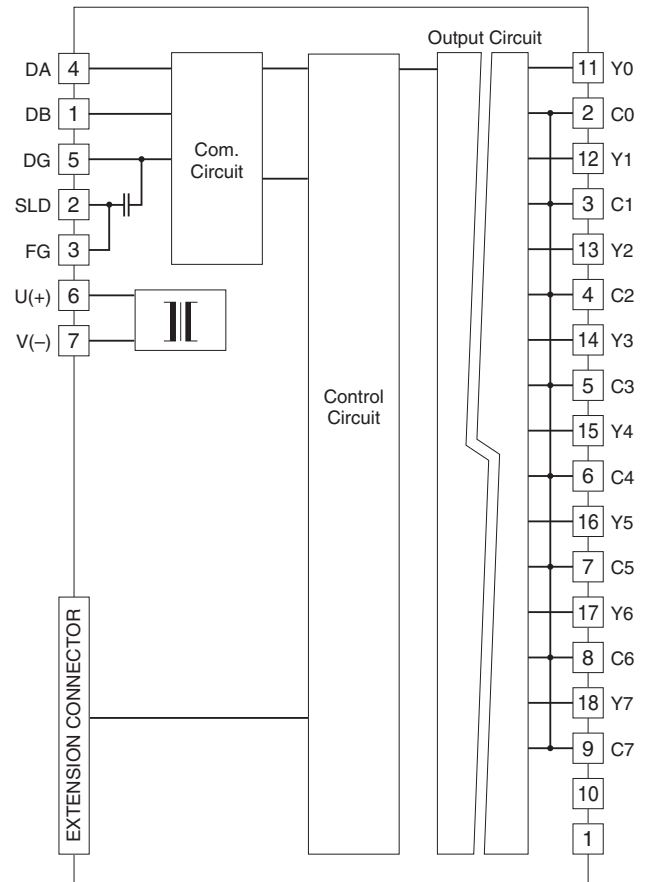 Output Circuit
DA 4
DB 1
DG 5
SLD 2
FG 3
U(+) 6
V(–) 7
Com.
Circuit
Control
Circuit
EXTENSION CONNECTOR
11 Y0
2 C0
12 Y1
3 C1
13 Y2
4 C2
14 Y3
5 C3
15 Y4
6 C4
16 Y5
7 C5
17 Y6
8 C6
18 Y7
9 C7
10
1